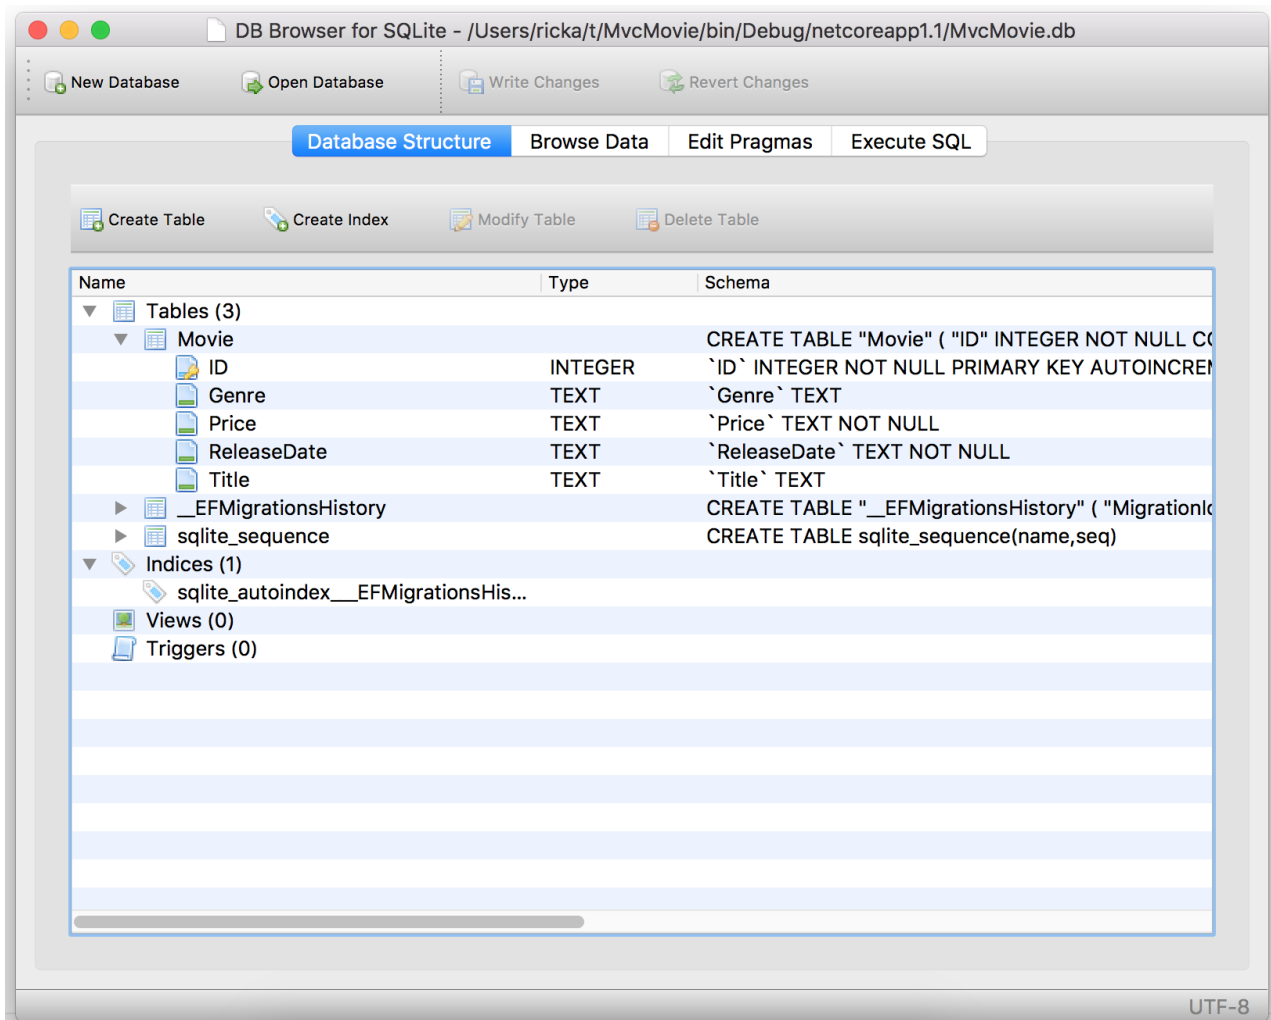 DB Browser for SQLite - /Users/ricka/t/MvcMovie/bin/Debug/netcoreapp1.1/MvcMovie.db
New Database Open Database Write Changes Revert Changes
Database Structure Browse Data Edit Pragmas Execute SQL
Create Table Create Index Modify Table Delete Table
Name Type Schema
Tables (3)
Movie CREATE TABLE "Movie" ( "ID" INTEGER NOT NULL
ID INTEGER `ID` INTEGER NOT NULL PRIMARY KEY AUTOINCREM
Genre TEXT `Genre` TEXT
Price TEXT `Price` TEXT NOT NULL
ReleaseDate TEXT `ReleaseDate` TEXT NOT NULL
Title TEXT `Title` TEXT
__EFMigrationsHistory CREATE TABLE "__EFMigrationsHistory" ( "MigrationId
sqlite_sequence CREATE TABLE sqlite_sequence(name,seq)
Indices (1)
sqlite_autoindex___EFMigrationsHis...
Views (0)
Triggers (0)
UTF-8